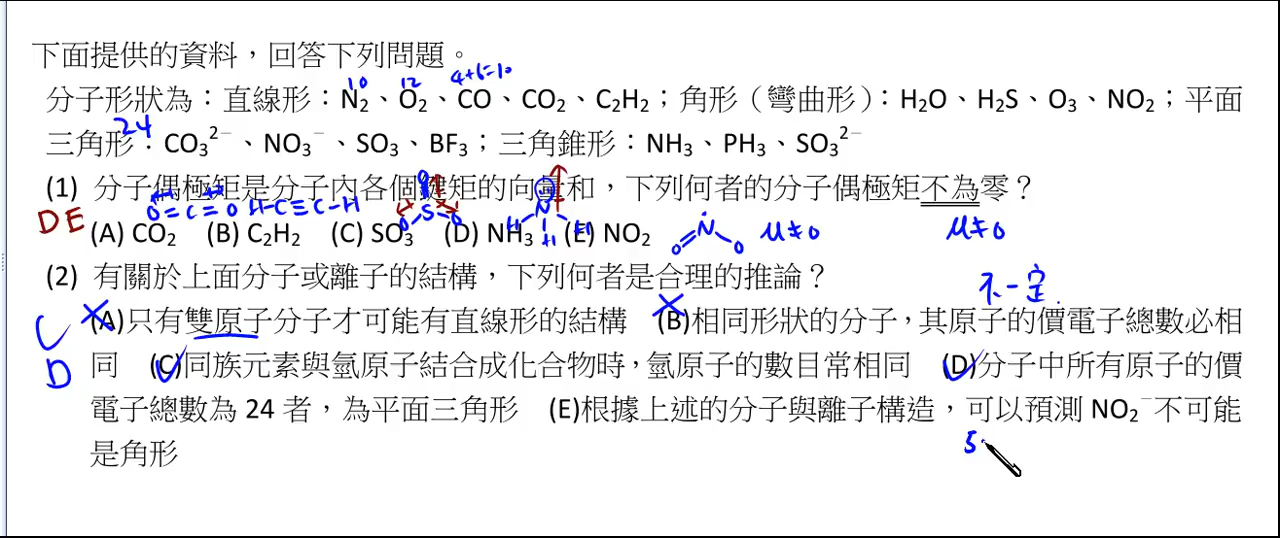 下面提供的資料，回答下列問題。
10 12 4+6=10
分子形狀為：直線形：N₂、O₂、CO、CO₂、C₂H₂；角形（彎曲形）：H₂O、H₂S、O₃、NO₂；平面
24
三角形：CO₃²⁻、NO₃⁻、SO₃、BF₃；三角錐形：NH₃、PH₃、SO₃²⁻
(1) 分子偶極矩是分子內各個鍵矩的向量和，下列何者的分子偶極矩不為零？
O=C=O H-C≡C-H O S O O N H H H
DE
(A) CO₂ (B) C₂H₂ (C) SO₃ (D) NH₃ (E) NO₂ O N O μ≠0 μ≠0
(2) 有關於上面分子或離子的結構，下列何者是合理的推論？
不一定
(A)只有雙原子分子才可能有直線形的結構 (B)相同形狀的分子，其原子的價電子總數必相
C
同 (C)同族元素與氫原子結合成化合物時，氫原子的數目常相同 (D)分子中所有原子的價
D
電子總數為 24 者，為平面三角形 (E)根據上述的分子與離子構造，可以預測 NO₂⁻不可能
5
是角形